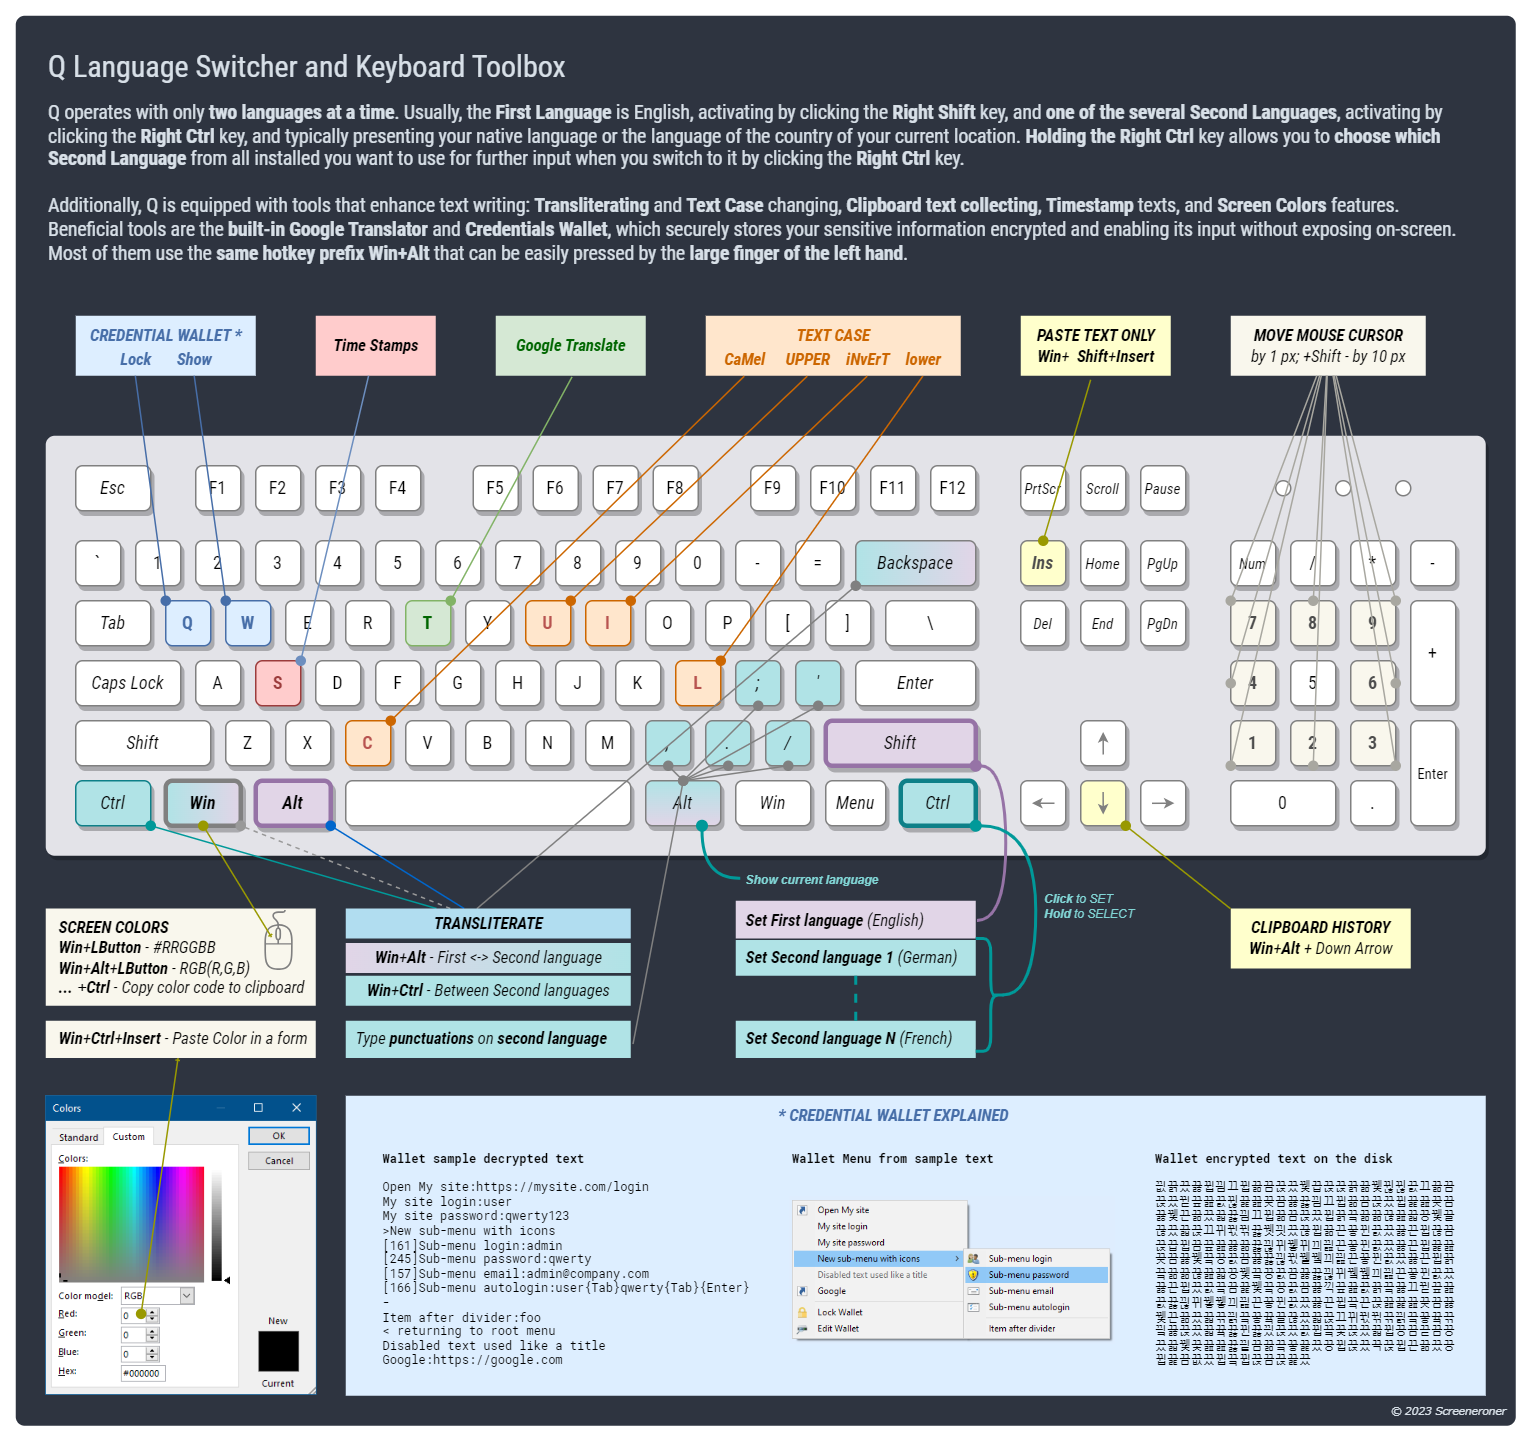 Q Language Switcher and Keyboard Toolbox
Q operates with only two languages at a time. Usually, the First Language is English, activating by clicking the Right Shift key, and one of the several Second Languages, activating by
clicking the Right Ctrl key, and typically presenting your native language or the language of the country of your current location. Holding the Right Ctrl key allows you to choose which
Second Language from all installed you want to use for further input when you switch to it by clicking the Right Ctrl key.
Additionally, Q is equipped with tools that enhance text writing: Transliterating and Text Case changing, Clipboard text collecting, Timestamp texts, and Screen Colors features.
Beneficial tools are the built-in Google Translator and Credentials Wallet, which securely stores your sensitive information encrypted and enabling its input without exposing on-screen.
Most of them use the same hotkey prefix Win+Alt that can be easily pressed by the large finger of the left hand.
CREDENTIAL WALLET *
Lock Show
Time Stamps
Google Translate
TEXT CASE
CaMel UPPER iNvErT lower
PASTE TEXT ONLY
Win+ Shift+Insert
MOVE MOUSE CURSOR
by 1 px; +Shift - by 10 px
Esc F1 F2 F3 F4 F5 F6 F7 F8 F9 F10 F11 F12 PrtScr Scroll Pause
` 1 2 3 4 5 6 7 8 9 0 - = Backspace Ins Home PgUp Num / * -
Tab Q W E R T Y U I O P [ ] \ Del End PgDn 7 8 9 +
Caps Lock A S D F G H J K L ; ' Enter 4 5 6
Shift Z X C V B N M , . / Shift ↑ 1 2 3 Enter
Ctrl Win Alt Alt Win Menu Ctrl ← ↓ → 0 .
Show current language
SCREEN COLORS
Win+LButton - #RRGGBB
Win+Alt+LButton - RGB(R,G,B)
... +Ctrl - Copy color code to clipboard
Win+Ctrl+Insert - Paste Color in a form
TRANSLITERATE
Win+Alt - First <-> Second language
Win+Ctrl - Between Second languages
Type punctuations on second language
Set First language (English)
Set Second language 1 (German)
Set Second language N (French)
Click to SET
Hold to SELECT
CLIPBOARD HISTORY
Win+Alt + Down Arrow
Colors
Standard Custom
OK
Cancel
Colors:
Color model: RGB
Red: 0
Green: 0
Blue: 0
Hex: #000000
New
Current
* CREDENTIAL WALLET EXPLAINED
Wallet sample decrypted text
Open My site:https://mysite.com/login
My site login:user
My site password:qwerty123
>New sub-menu with icons
[161]Sub-menu login:admin
[245]Sub-menu password:qwerty
[157]Sub-menu email:admin@company.com
[166]Sub-menu autologin:user{Tab}qwerty{Tab}{Enter}
-
Item after divider:foo
< returning to root menu
Disabled text used like a title
Google:https://google.com
Wallet Menu from sample text
Open My site
My site login
My site password
New sub-menu with icons
Disabled text used like a title
Google
Lock Wallet
Edit Wallet
Sub-menu login
Sub-menu password
Sub-menu email
Sub-menu autologin
Item after divider
Wallet encrypted text on the disk
© 2023 Screeneroner